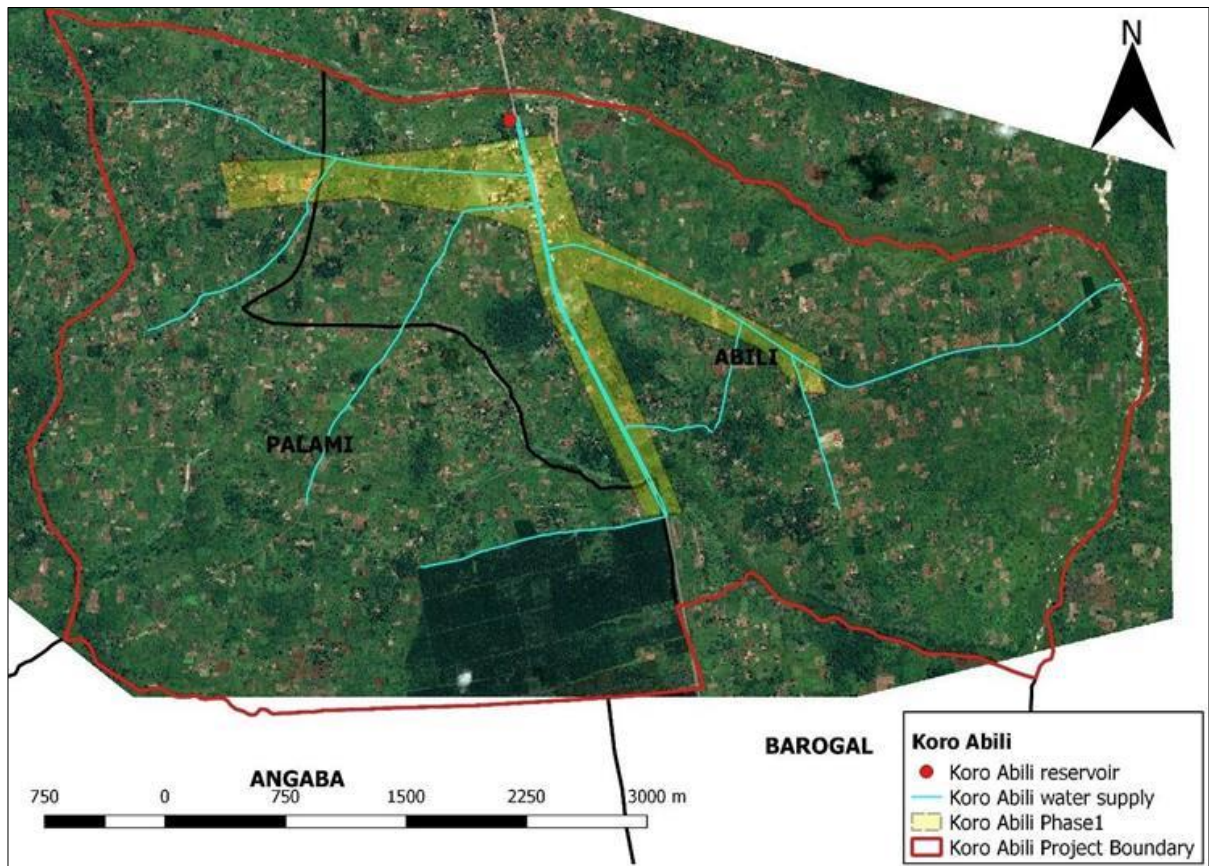 N
ABILI
PALAMI
BAROGAL
ANGABA
750 0 750 1500 2250 3000 m
Koro Abili
Koro Abili reservoir
Koro Abili water supply
Koro Abili Phase1
Koro Abili Project Boundary